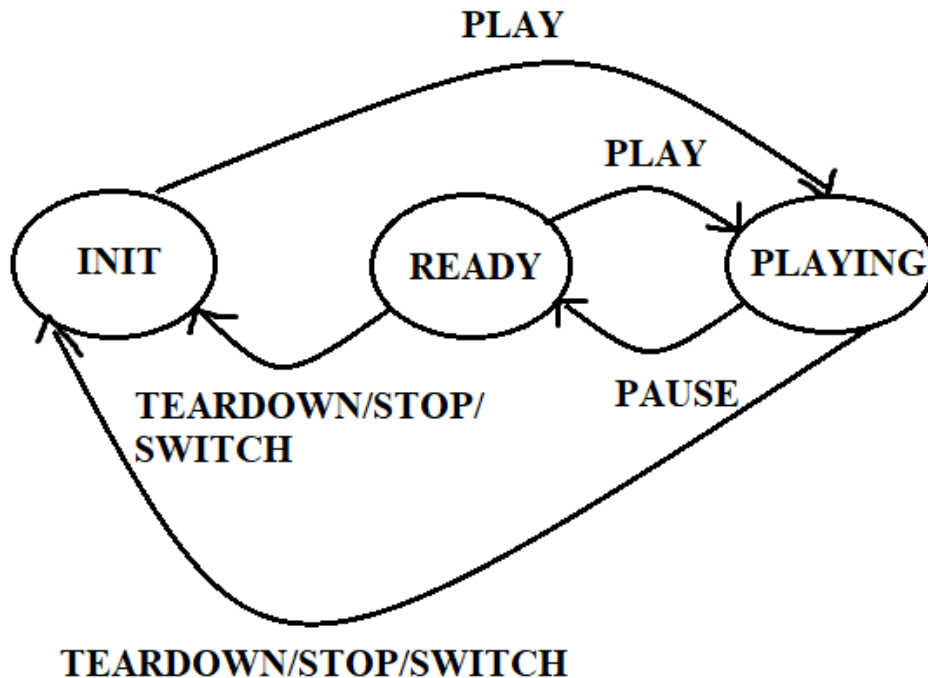 PLAY
PLAY
INIT
READY
PLAYING
TEARDOWN/STOP/
SWITCH
PAUSE
TEARDOWN/STOP/SWITCH